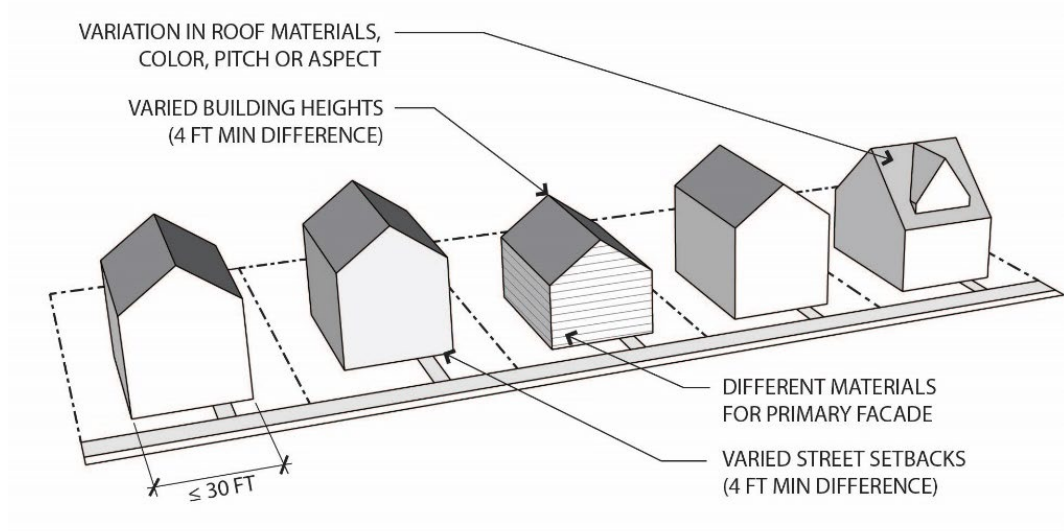 VARIATION IN ROOF MATERIALS,
COLOR, PITCH OR ASPECT
VARIED BUILDING HEIGHTS
(4 FT MIN DIFFERENCE)
DIFFERENT MATERIALS
FOR PRIMARY FACADE
VARIED STREET SETBACKS
(4 FT MIN DIFFERENCE)
≤ 30 FT